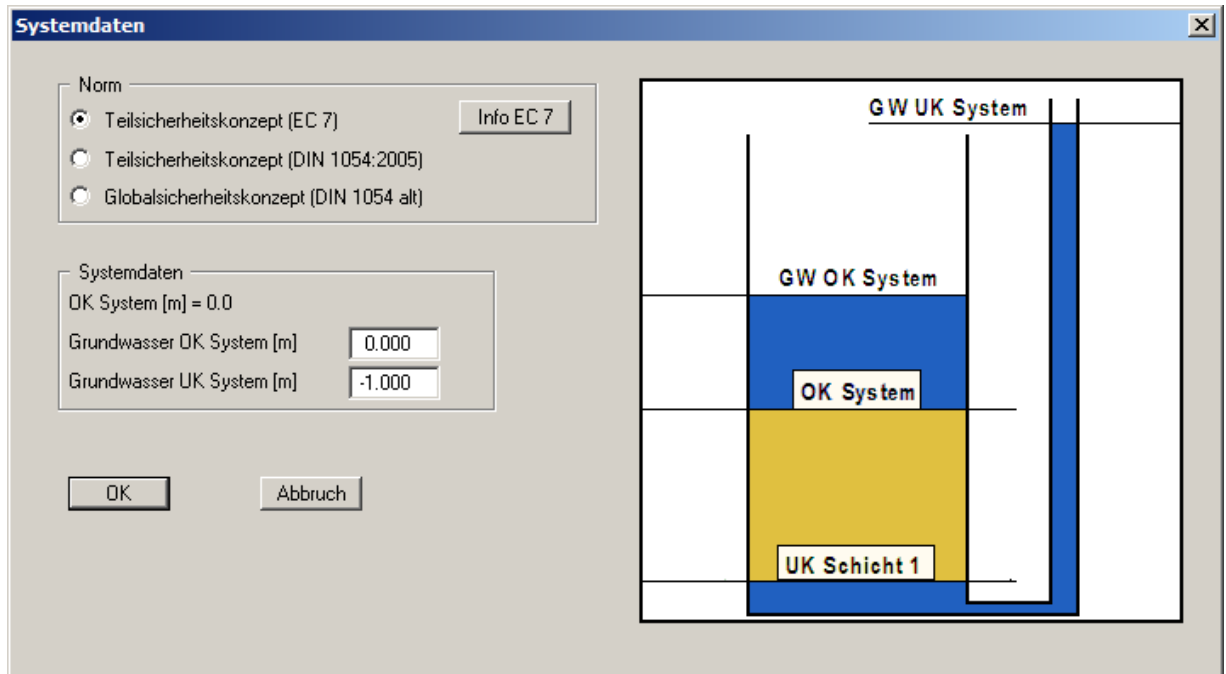 Systemdaten
Norm
Teilsicherheitskonzept (EC 7)
Info EC 7
Teilsicherheitskonzept (DIN 1054:2005)
Globalsicherheitskonzept (DIN 1054 alt)
Systemdaten
OK System [m] = 0.0
Grundwasser OK System [m] 0.000
Grundwasser UK System [m] -1.000
OK
Abbruch
GW UK System
GW OK System
OK System
UK Schicht 1